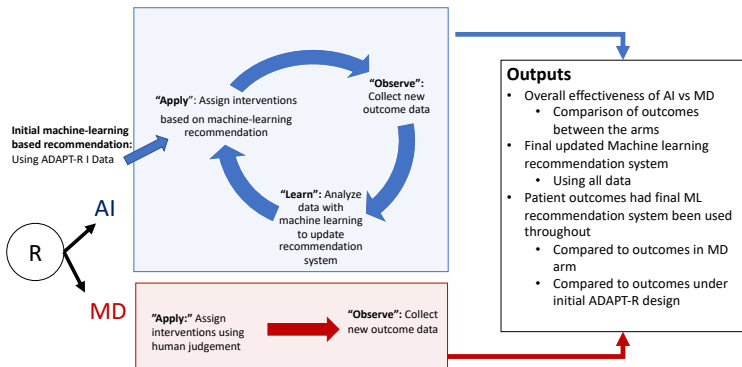 Initial machine-learning
based recommendation:
Using ADAPT-R I Data
R
AI
MD
“Apply”: Assign interventions
based on machine-learning
recommendation
“Observe”:
Collect new
outcome data
“Learn”: Analyze
data with
machine learning
to update
recommendation
system
”Apply:” Assign
interventions using
human judgement
“Observe”: Collect
new outcome data
Outputs
• Overall effectiveness of AI vs MD
• Comparison of outcomes
between the arms
• Final updated Machine learning
recommendation system
• Using all data
• Patient outcomes had final ML
recommendation system been used
throughout
• Compared to outcomes in MD
arm
• Compared to outcomes under
initial ADAPT-R design